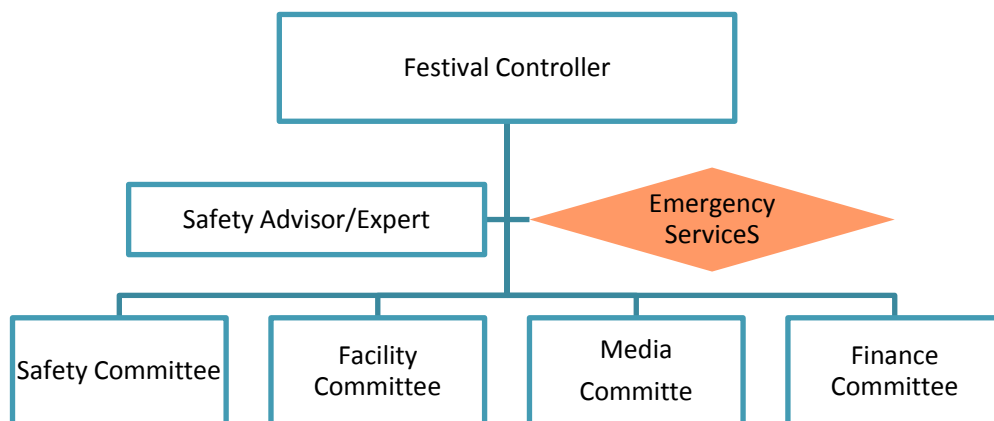 Festival Controller
Safety Advisor/Expert
Emergency
ServiceS
Safety Committee
Facility
Committee
Media
Committe
Finance
Committee